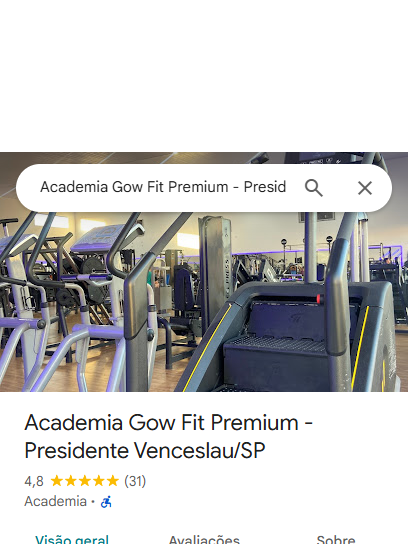 Academia Gow Fit Premium - Presid
Academia Gow Fit Premium -
Presidente Venceslau/SP
4,8 (31)
Academia ·
Visão geral Avaliações Sobre